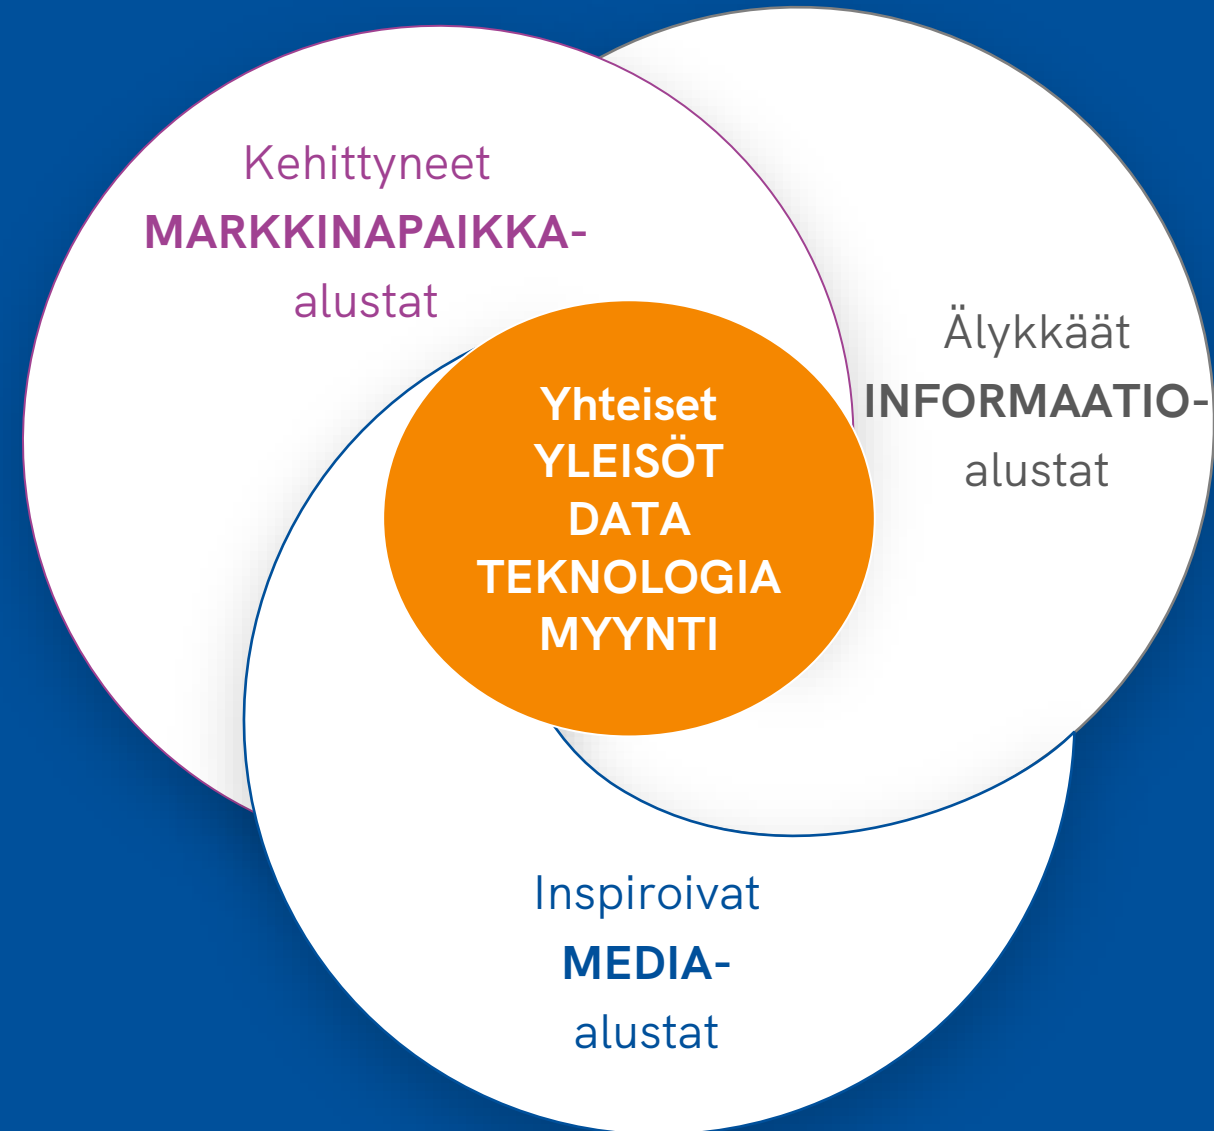 Kehittyneet
MARKKINAPAIKKA-
alustat
Älykkäät
INFORMAATIO-
alustat
Yhteiset
YLEISÖT
DATA
TEKNOLOGIA
MYYNTI
Inspiroivat
MEDIA-
alustat